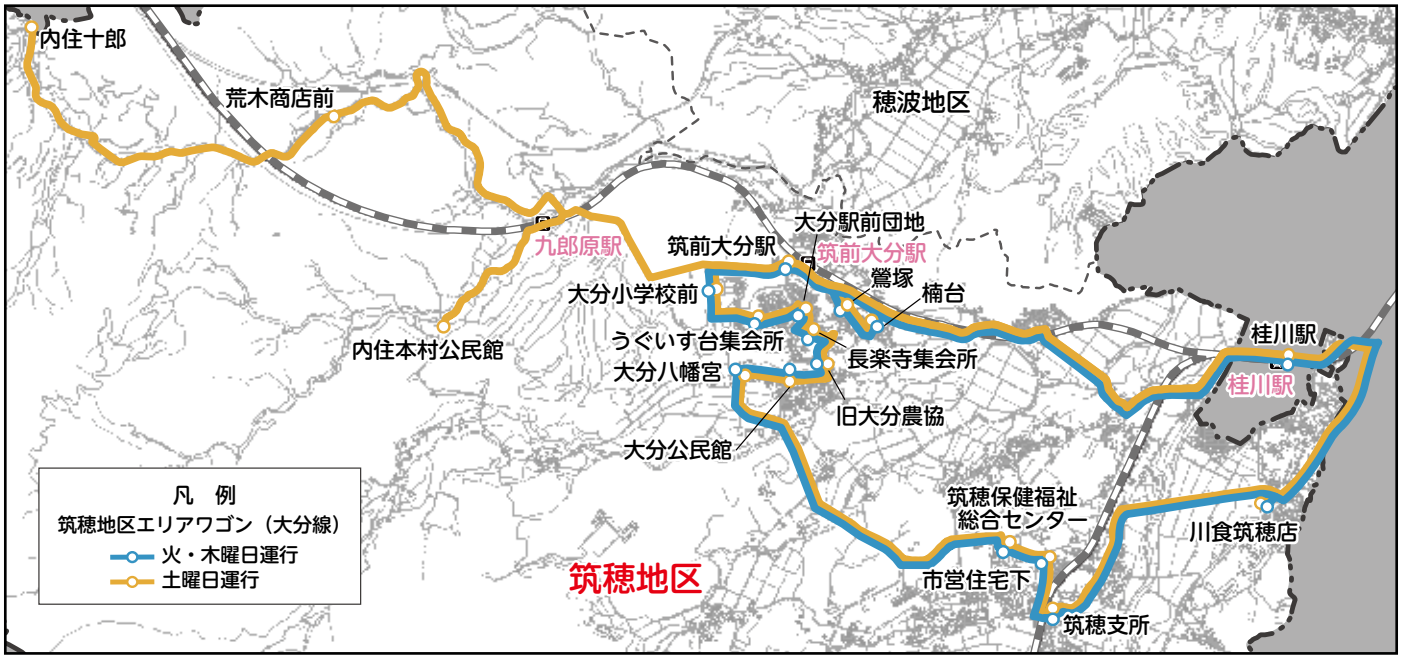 内住十郎
荒木商店前
穂波地区
大分駅前団地
筑前大分駅
筑前大分駅
九郎原駅
鶯塚
大分小学校前
楠台
うぐいす台集会所
桂川駅
内住本村公民館
長楽寺集会所
大分八幡宮
桂川駅
旧大分農協
大分公民館
凡 例
筑穂地区エリアワゴン（大分線）
火・木曜日運行
土曜日運行
筑穂保健福祉
総合センター
川食筑穂店
筑穂地区
市営住宅下
筑穂支所